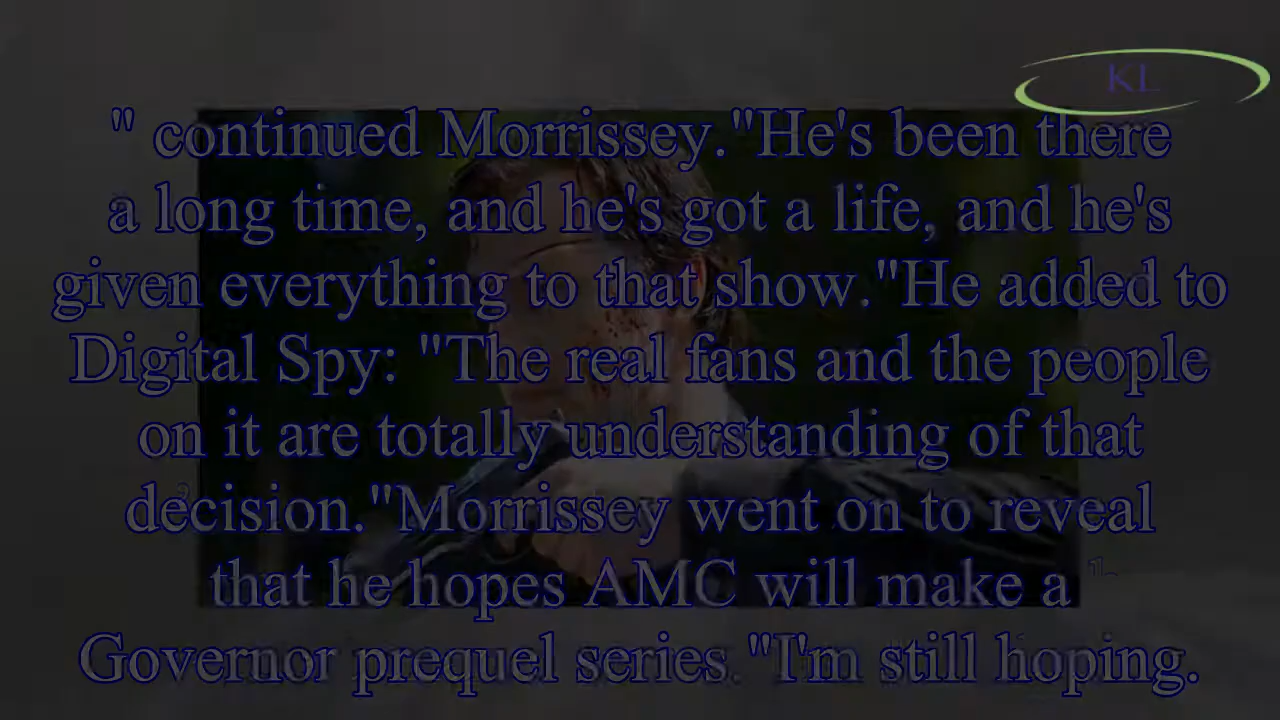 KL
" continued Morrissey."He's been there
a long time, and he's got a life, and he's
given everything to that show."He added to
Digital Spy: "The real fans and the people
on it are totally understanding of that
decision."Morrissey went on to reveal
that he hopes AMC will make a
Governor prequel series."I'm still hoping.